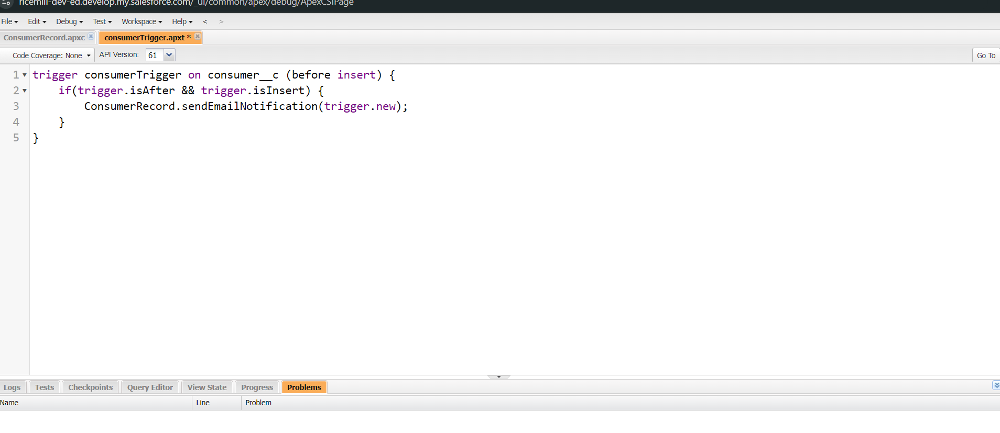 ricemill-dev-ed.develop.my.salesforce.com/_ui/common/apex/debug/ApexCSIPage
File Edit Debug Test Workspace Help < >
ConsumerRecord.apxc consumerTrigger.apxt *
Code Coverage: None API Version: 61 Go To
1 trigger consumerTrigger on consumer__c (before insert) {
2 if(trigger.isAfter && trigger.isInsert) {
3 ConsumerRecord.sendEmailNotification(trigger.new);
4 }
5 }
Logs Tests Checkpoints Query Editor View State Progress Problems
Name Line Problem